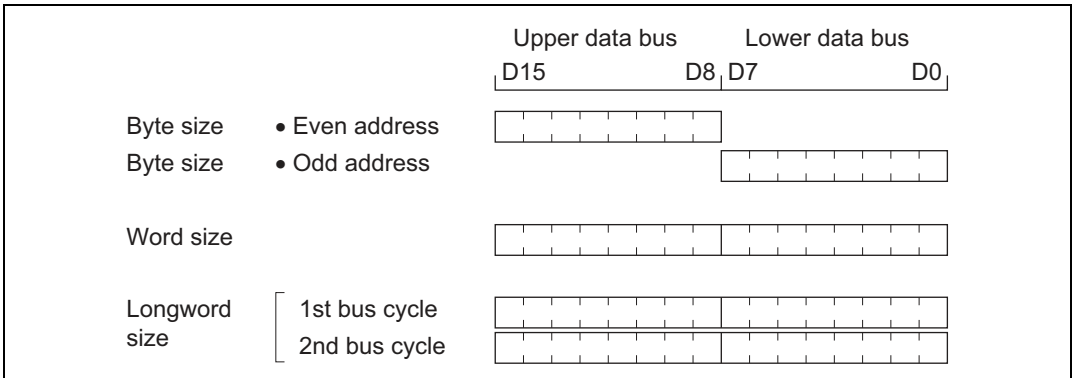 Upper data bus Lower data bus
D15 D8 D7 D0
Byte size • Even address
Byte size • Odd address
Word size
Longword size
1st bus cycle
2nd bus cycle